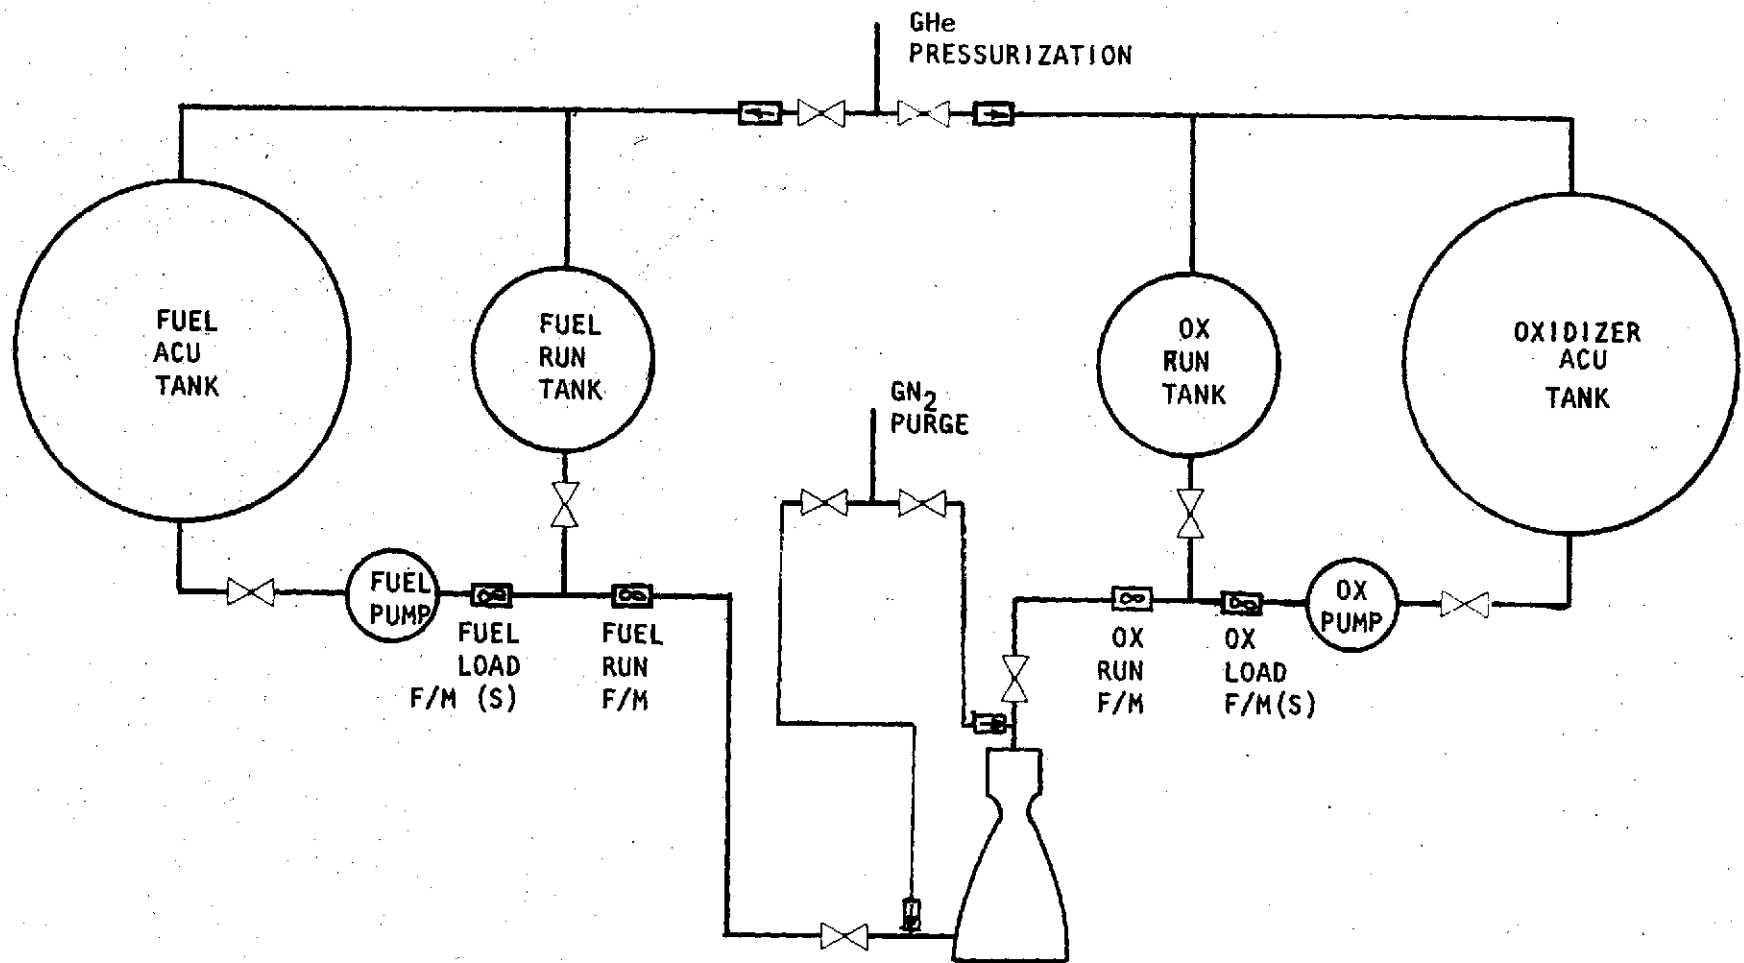 GHe
PRESSURIZATION
FUEL
ACU
TANK
FUEL
RUN
TANK
OX
RUN
TANK
OXIDIZER
ACU
TANK
GN2
PURGE
FUEL
PUMP
FUEL
LOAD
F/M (S)
FUEL
RUN
F/M
OX
RUN
F/M
OX
LOAD
F/M(S)
OX
PUMP